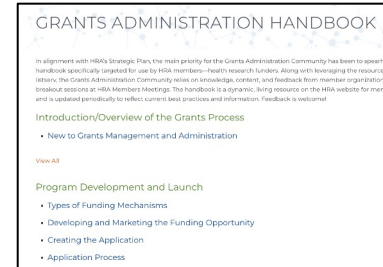 GRANTS ADMINISTRATION HANDBOOK
In alignment with HRA's Strategic Plan, the main priority for the Grants Administration Community has been to
handbook specifically targeted for use by HRA members—health research funders. Along with leveraging the
the Grants Administration Community relies on knowledge, content, and feedback from member
breakout sessions at HRA Members Meetings. The handbook is a dynamic, living resource on the HRA website for
and is updated periodically to reflect current best practices and information. Feedback is welcome!
Introduction/Overview of the Grants Process
• New to Grants Management and Administration
View All
Program Development and Launch
• Types of Funding Mechanisms
• Developing and Marketing the Funding Opportunity
• Creating the Application
• Application Process